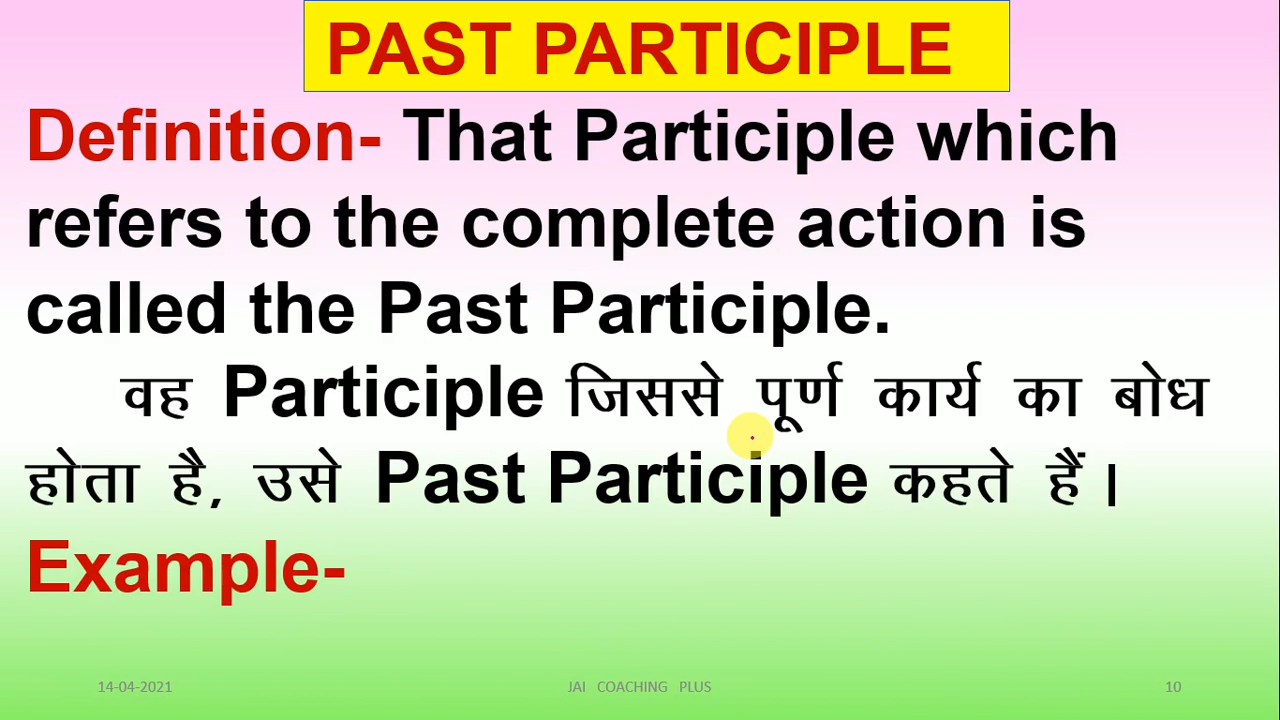 PAST PARTICIPLE
Definition- That Participle which
refers to the complete action is
called the Past Participle.
वह Participle जिससे पूर्ण कार्य का बोध
होता है, उसे Past Participle कहते हैं।
Example-
14-04-2021 JAI COACHING PLUS 10